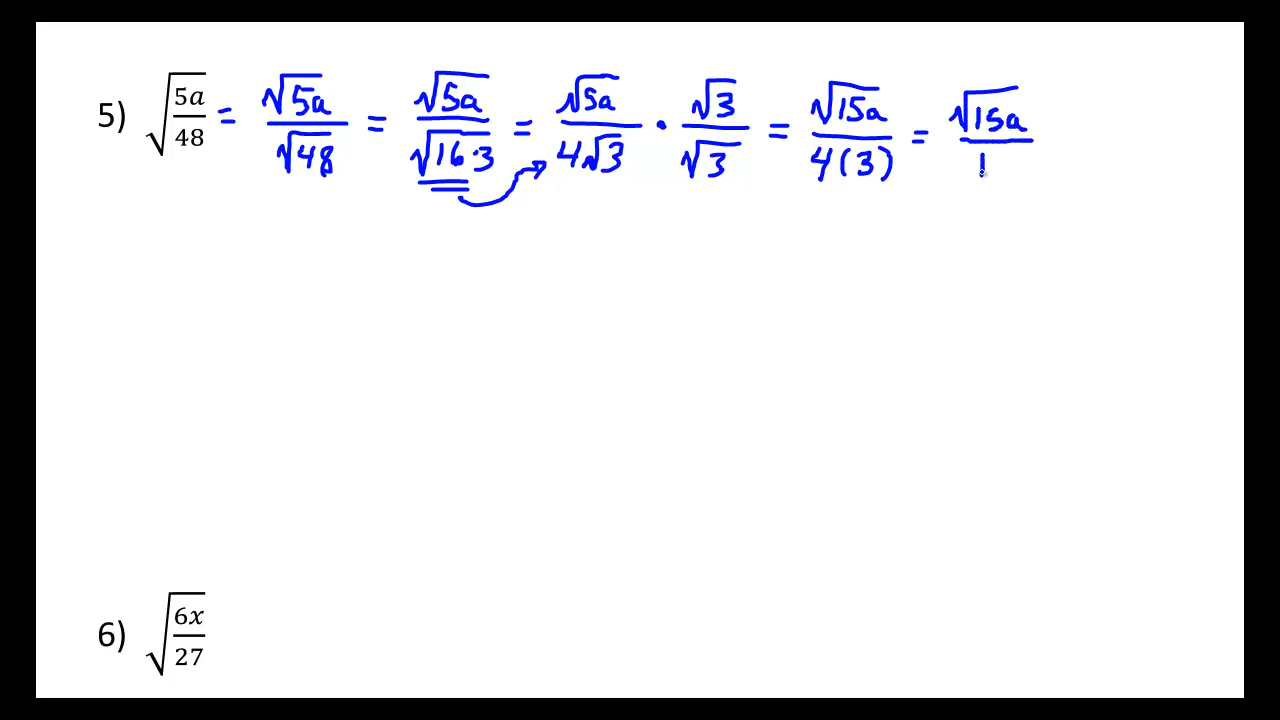 5) √(5a/48) = √5a/√48 = √5a/√16·3 = √5a/4√3 · √3/√3 = √15a/4(3) = √15a/1
6) √(6x/27)